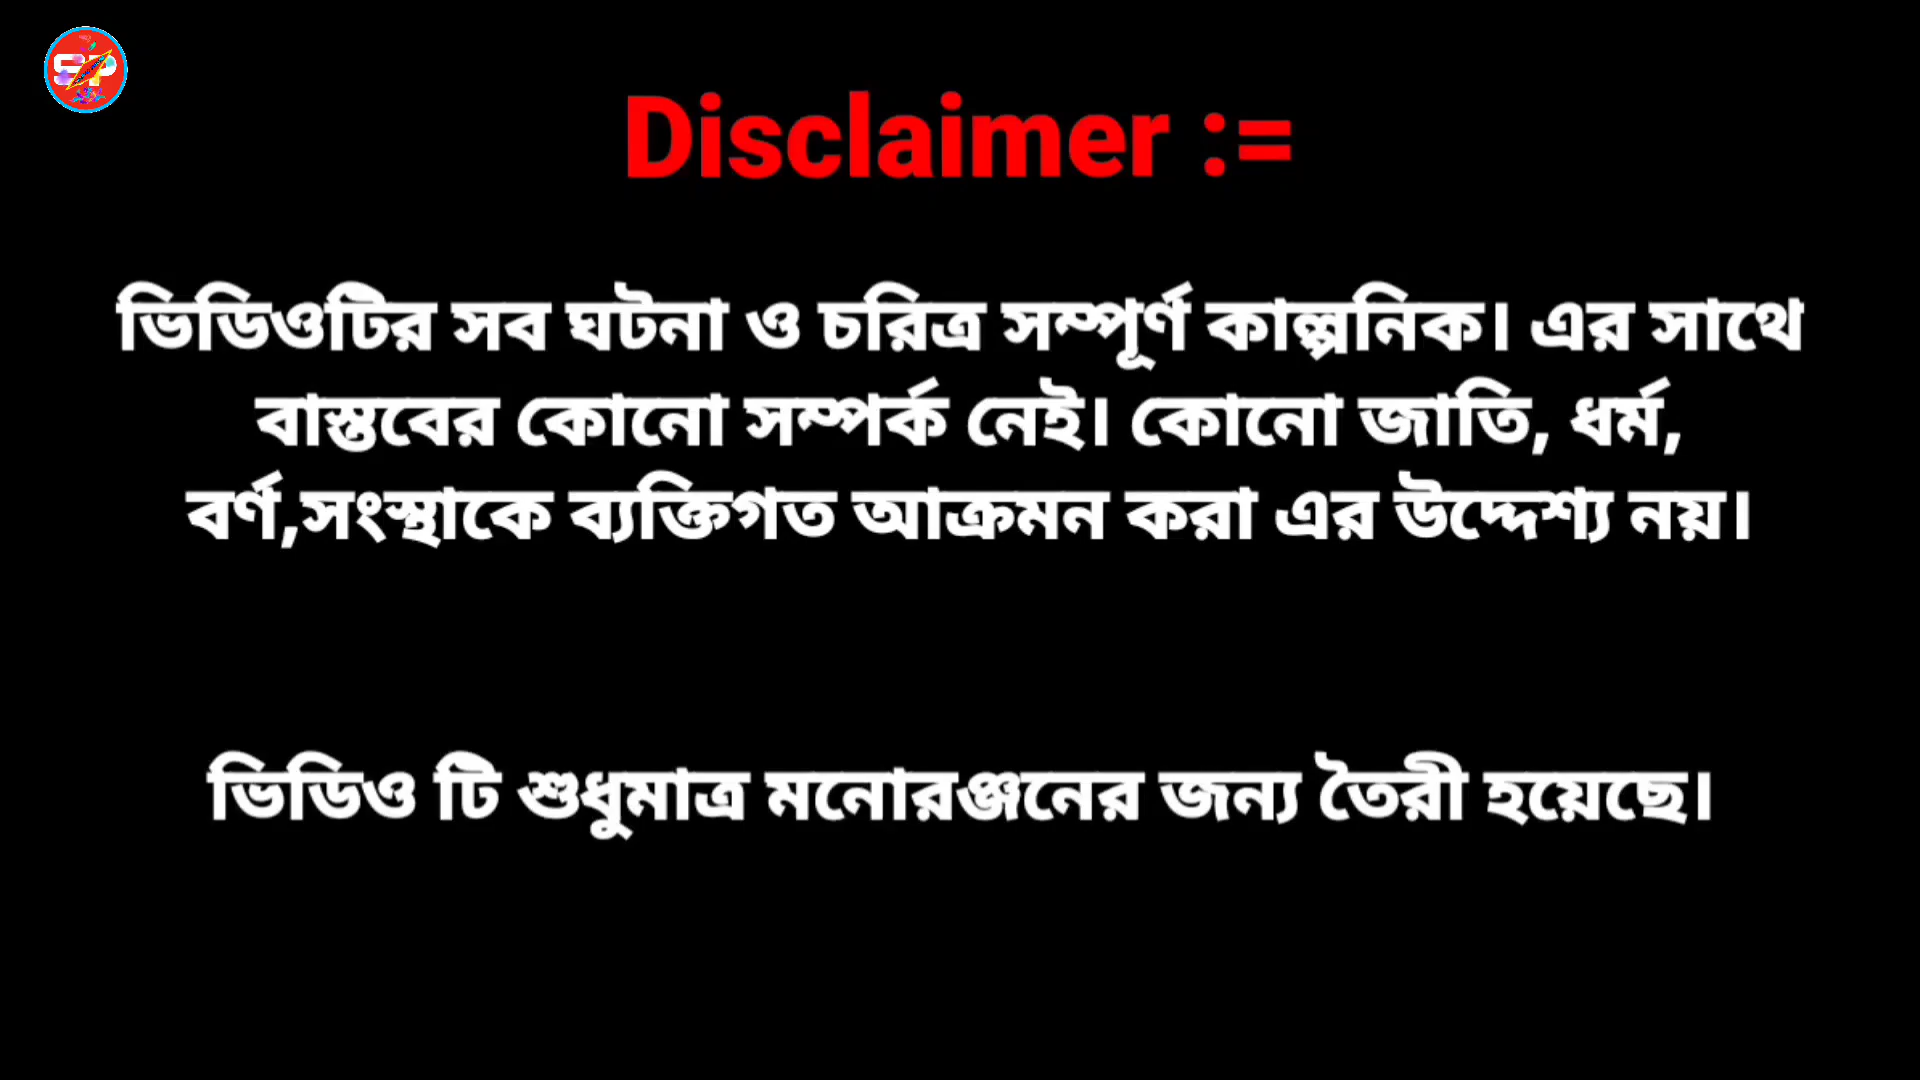 SP
Disclaimer :=
ভিডিওটির সব ঘটনা ও চরিত্র সম্পূর্ণ কাল্পনিক। এর সাথে
বাস্তবের কোনো সম্পর্ক নেই। কোনো জাতি, ধর্ম,
বর্ণ,সংস্থাকে ব্যক্তিগত আক্রমন করা এর উদ্দেশ্য নয়।
ভিডিও টি শুধুমাত্র মনোরঞ্জনের জন্য তৈরী হয়েছে।